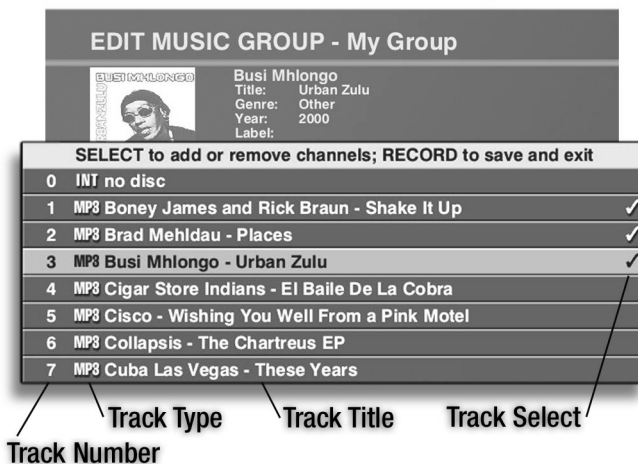 EDIT MUSIC GROUP - My Group
BUSI MHLONGO
URBANZULU
Busi Mhlongo
Title: Urban Zulu
Genre: Other
Year: 2000
Label:
SELECT to add or remove channels; RECORD to save and exit
0 INT no disc
1 MP3 Boney James and Rick Braun - Shake It Up ✓
2 MP3 Brad Mehldau - Places ✓
3 MP3 Busi Mhlongo - Urban Zulu ✓
4 MP3 Cigar Store Indians - El Baile De La Cobra
5 MP3 Cisco - Wishing You Well From a Pink Motel
6 MP3 Collapsis - The Chartreus EP
7 MP3 Cuba Las Vegas - These Years
Track Type Track Title Track Select
Track Number